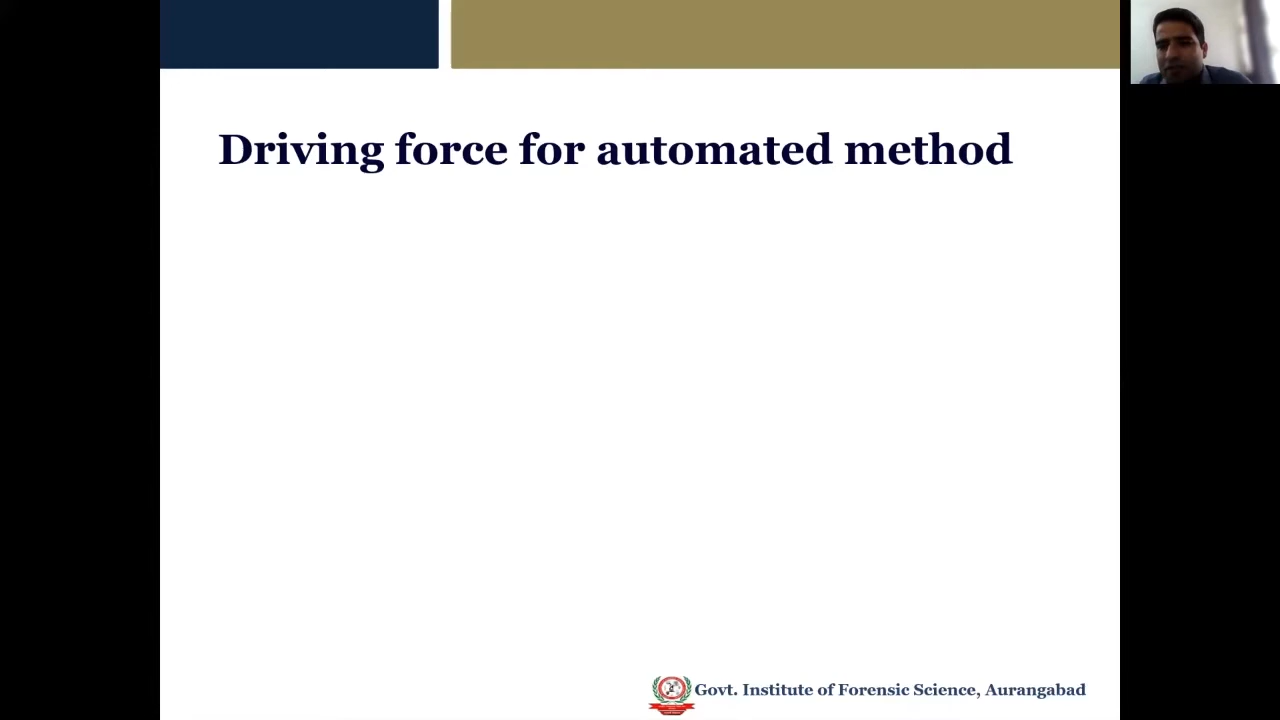 Driving force for automated method
Govt. Institute of Forensic Science, Aurangabad